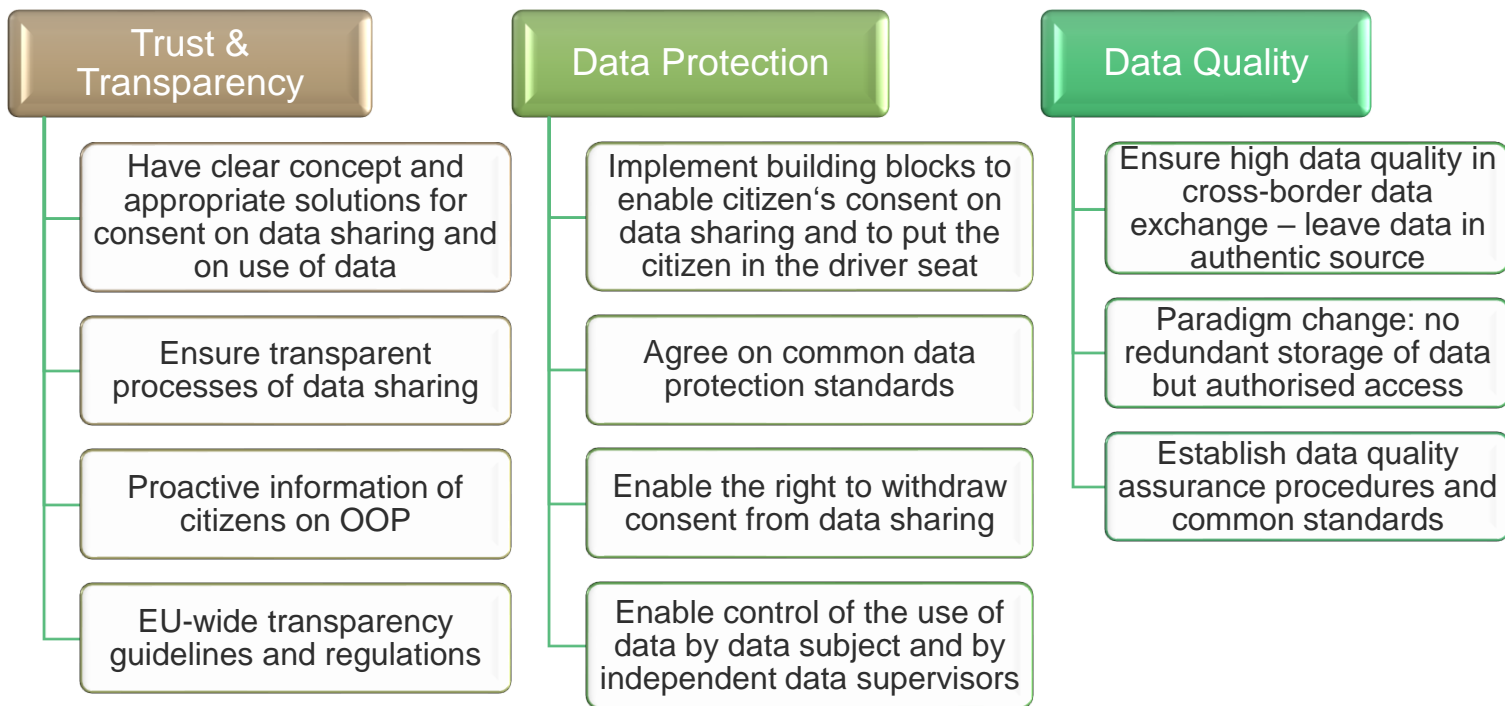 Trust &
Transparency
Have clear concept and
appropriate solutions for
consent on data sharing and
on use of data
Ensure transparent
processes of data sharing
Proactive information of
citizens on OOP
EU-wide transparency
guidelines and regulations
Data Protection
Implement building blocks to
enable citizen‘s consent on
data sharing and to put the
citizen in the driver seat
Agree on common data
protection standards
Enable the right to withdraw
consent from data sharing
Enable control of the use of
data by data subject and by
independent data supervisors
Data Quality
Ensure high data quality in
cross-border data
exchange – leave data in
authentic source
Paradigm change: no
redundant storage of data
but authorised access
Establish data quality
assurance procedures and
common standards